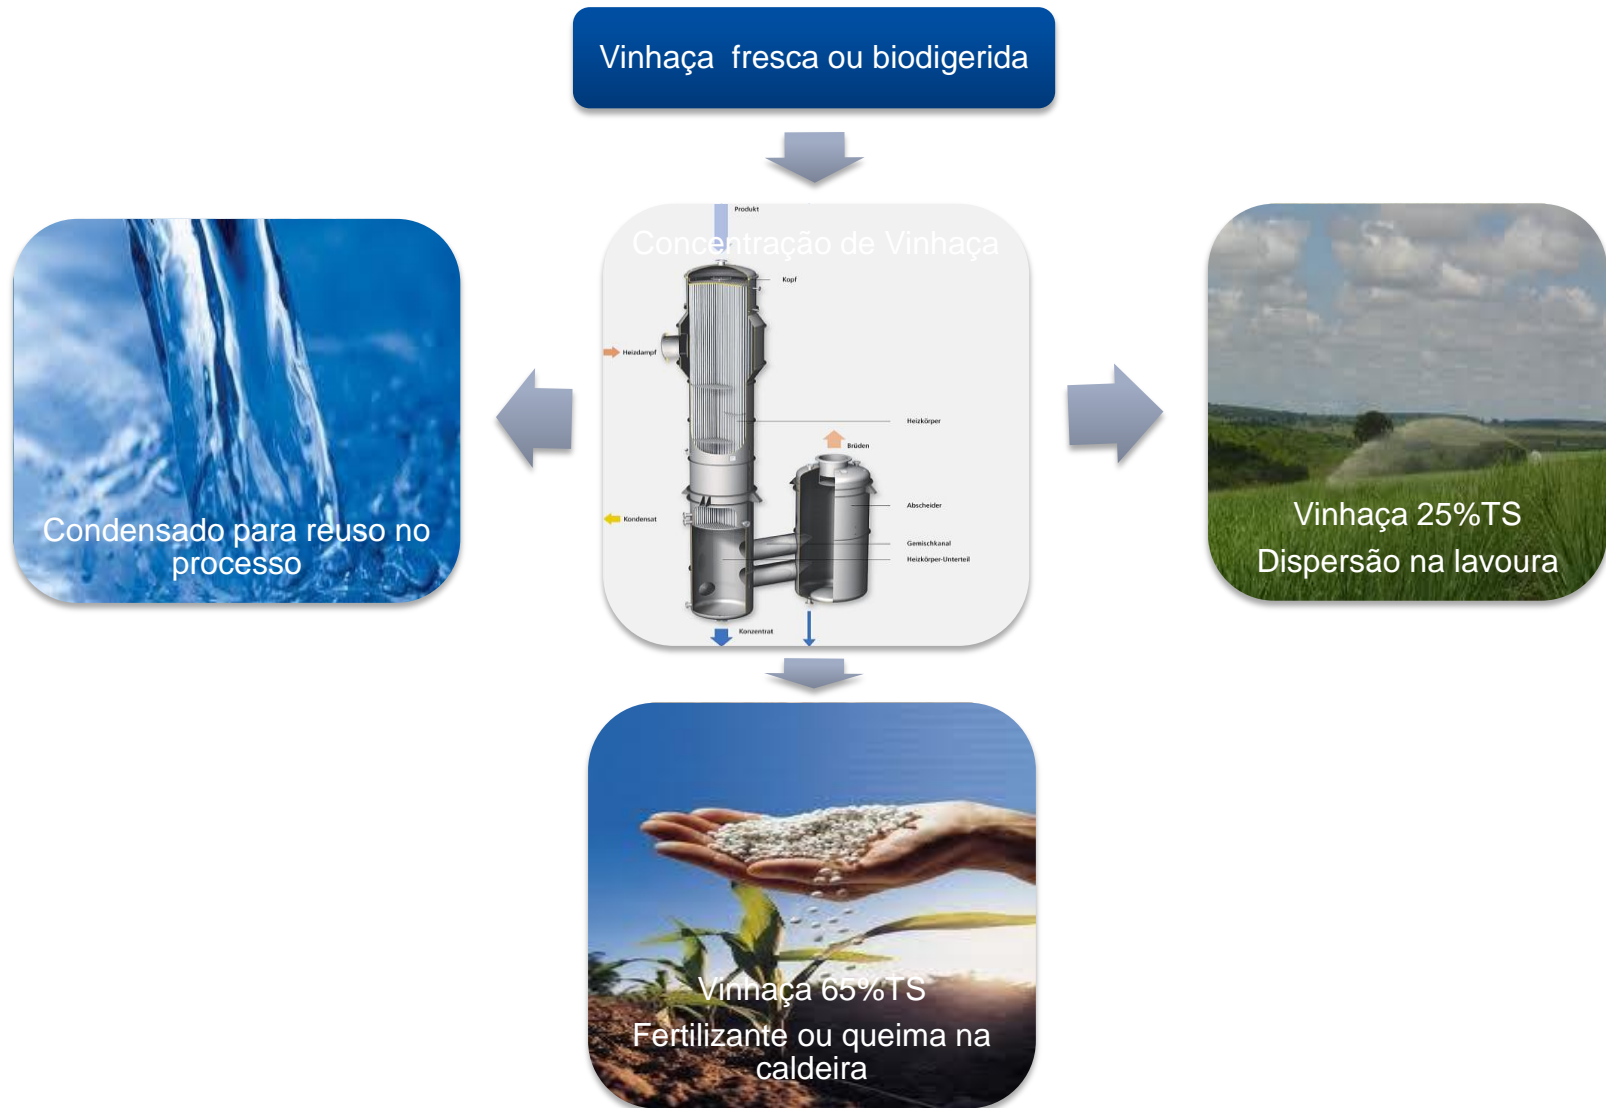 Vinhaça  fresca ou biodigerida
Produkt
Concentração de Vinhaça
Kopf
Heizdampf
Heizkörper
Brüden
Abscheider
Kondensat
Gemischkanal
Heizkörper-Unterteil
Konzentrat
Condensado para reuso no
processo
Vinhaça 25%TS
Dispersão na lavoura
Vinhaça 65%TS
Fertilizante ou queima na
caldeira